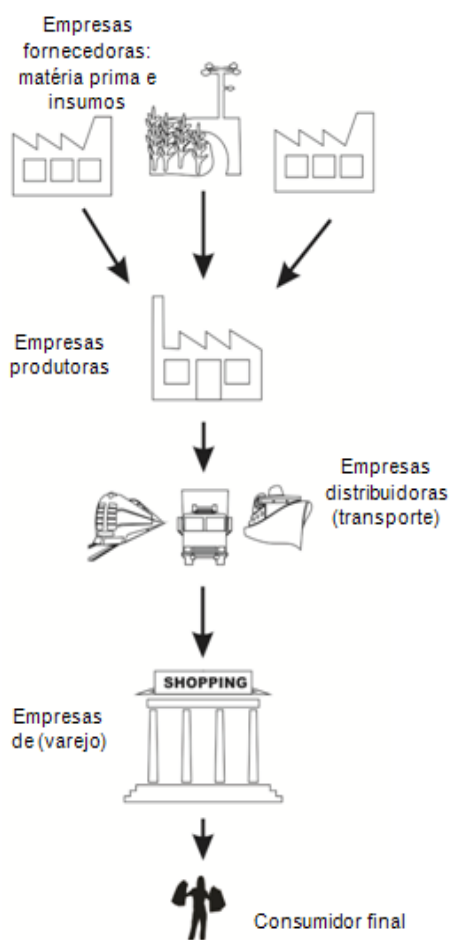 Empresas
fornecedoras:
matéria prima e
insumos
Empresas
produtoras
Empresas
distribuidoras
(transporte)
SHOPPING
Empresas
de (varejo)
Consumidor final